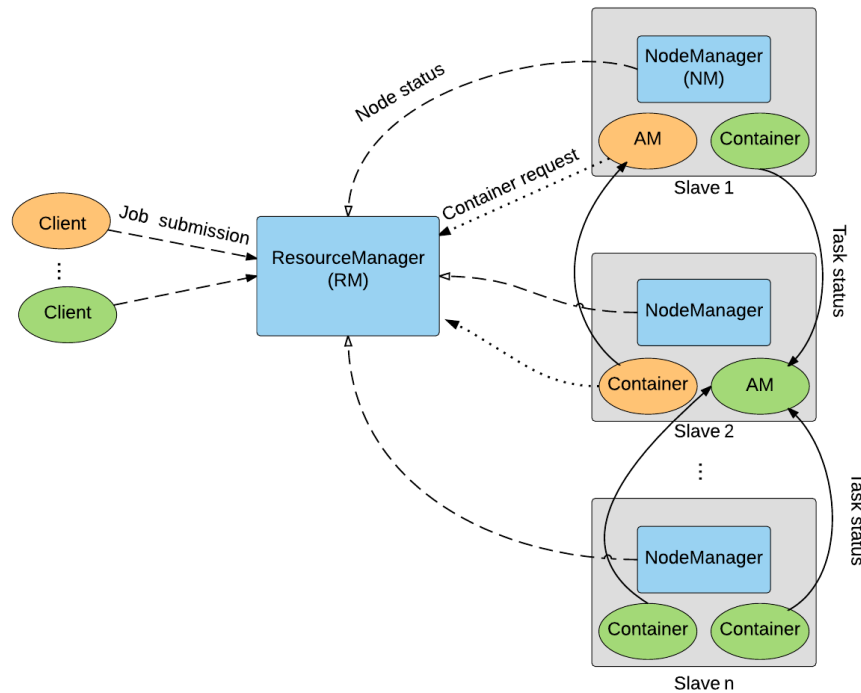 NodeManager
(NM)
AM
Container
Slave 1
Node status
Container request
Client
Job submission
⋮
Client
ResourceManager
(RM)
Task status
NodeManager
Container
AM
Slave 2
⋮
Task status
NodeManager
Container
Container
Slave n